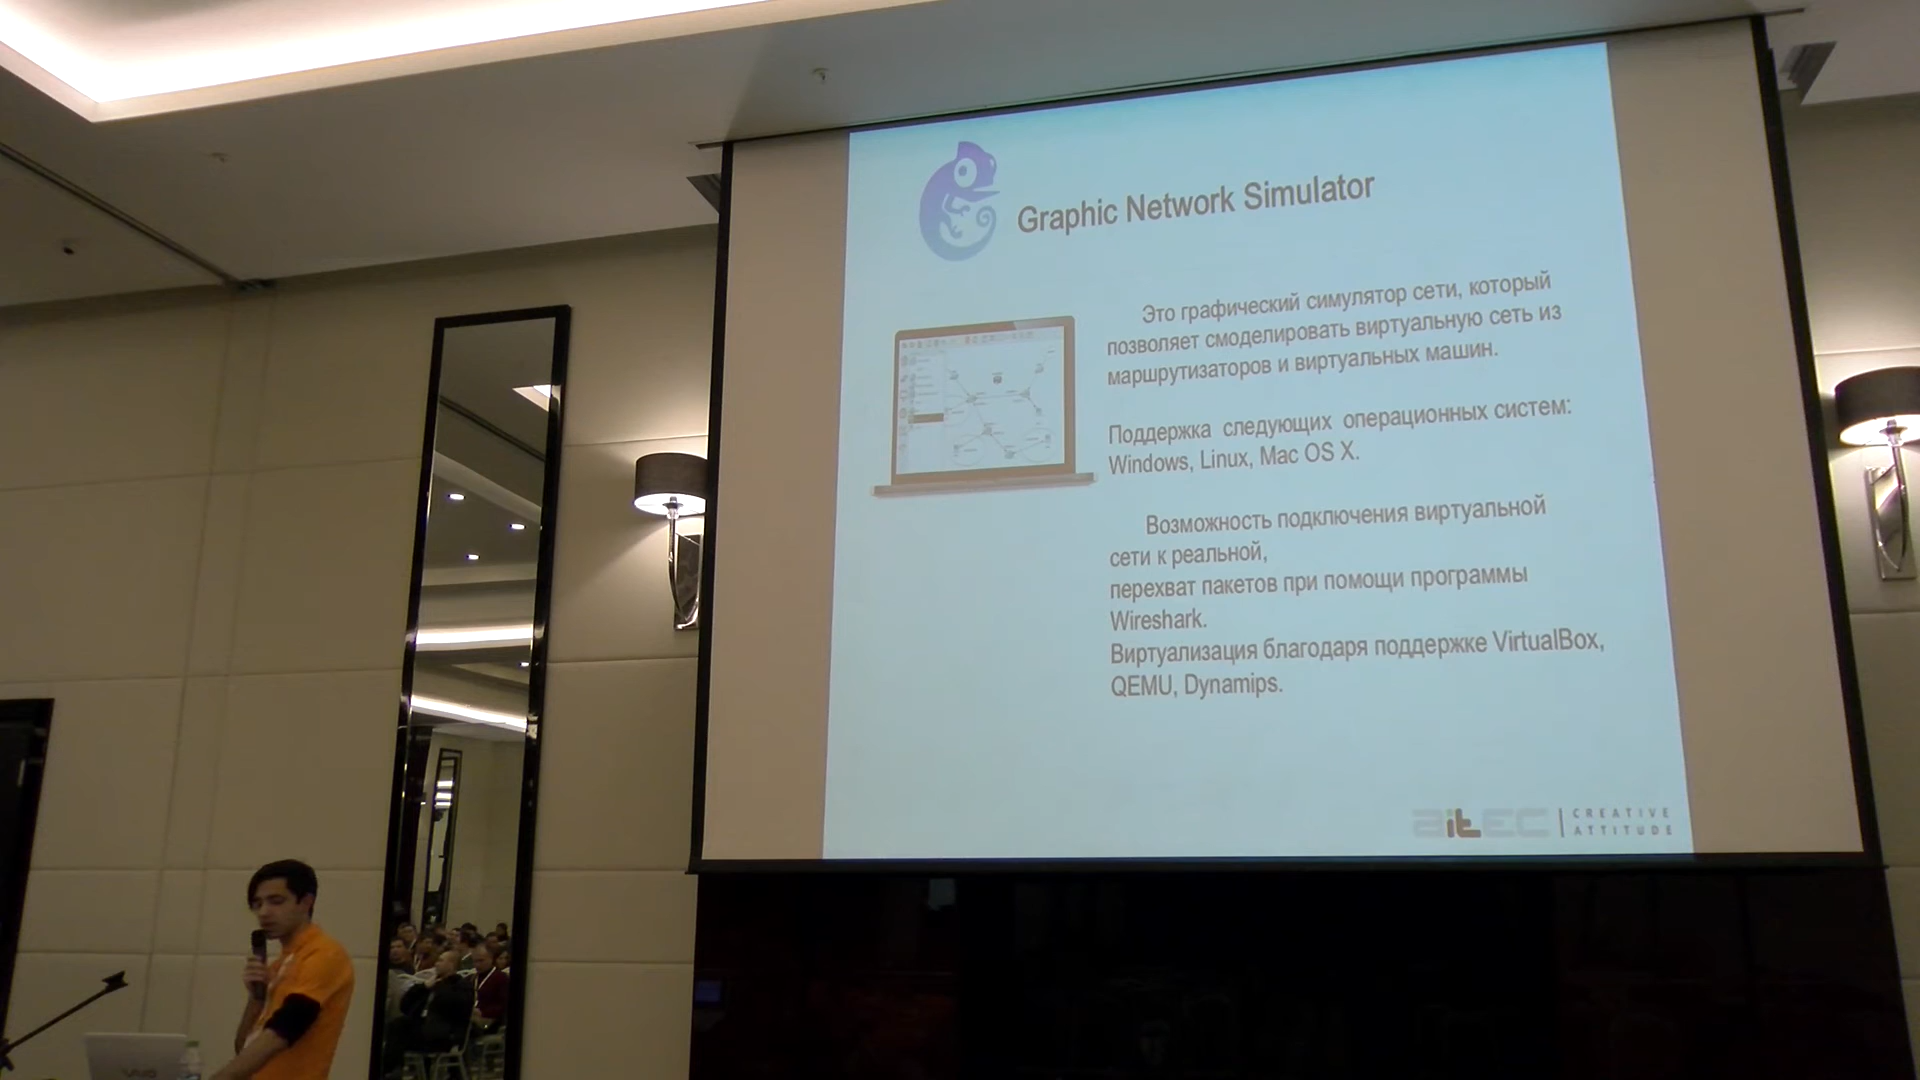 Graphic Network Simulator
Это графический симулятор сети, который
позволяет смоделировать виртуальную сеть из
маршрутизаторов и виртуальных машин.
Поддержка следующих операционных систем:
Windows, Linux, Mac OS X.
Возможность подключения виртуальной
сети к реальной,
перехват пакетов при помощи программы
Wireshark.
Виртуализация благодаря поддержке VirtualBox,
QEMU, Dynamips.
aitec
CREATIVE
ATTITUDE
VAIO